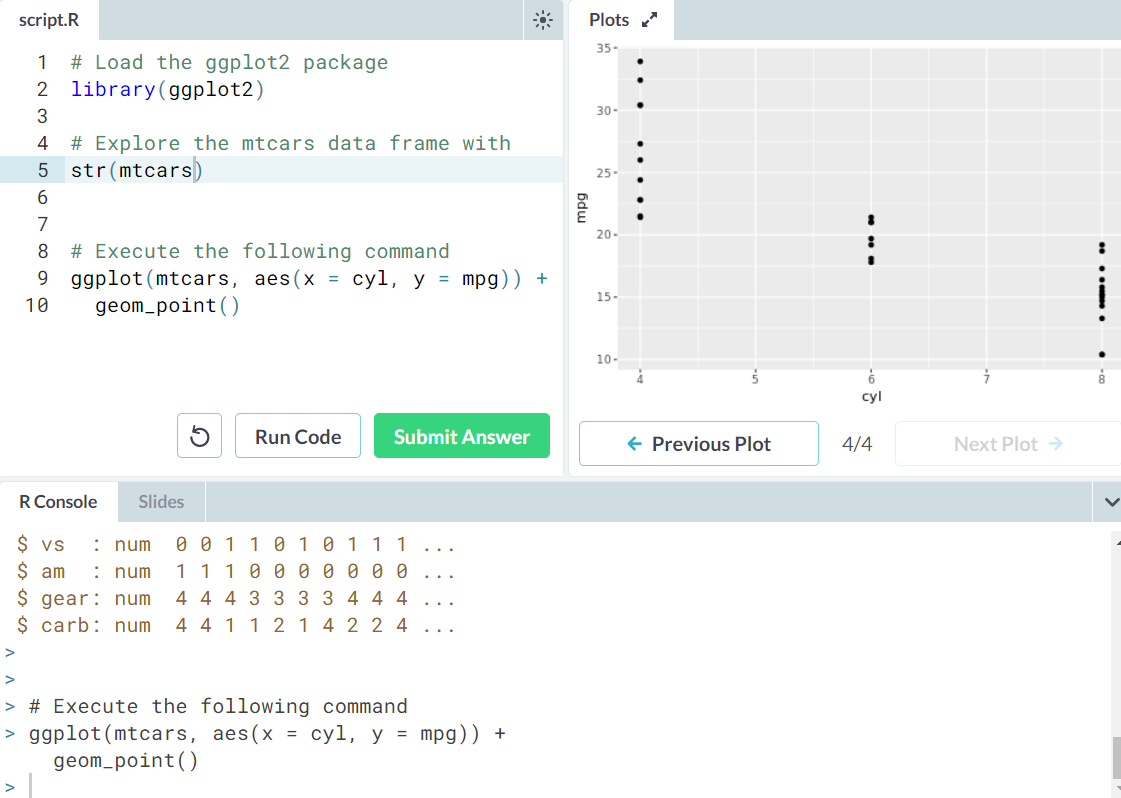 script.R
1 # Load the ggplot2 package
2 library(ggplot2)
3
4 # Explore the mtcars data frame with
5 str(mtcars)
6
7
8 # Execute the following command
9 ggplot(mtcars, aes(x = cyl, y = mpg)) +
10   geom_point()
Run Code
Submit Answer
Plots
35
30
25
20
15
10
mpg
4 5 6 7 8
cyl
Previous Plot 4/4 Next Plot
R Console Slides
$ vs  : num  0 0 1 1 0 1 0 1 1 1 ...
$ am  : num  1 1 1 0 0 0 0 0 0 0 ...
$ gear: num  4 4 4 3 3 3 3 4 4 4 ...
$ carb: num  4 4 1 1 2 1 4 2 2 4 ...
>
>
> # Execute the following command
> ggplot(mtcars, aes(x = cyl, y = mpg)) +
    geom_point()
>